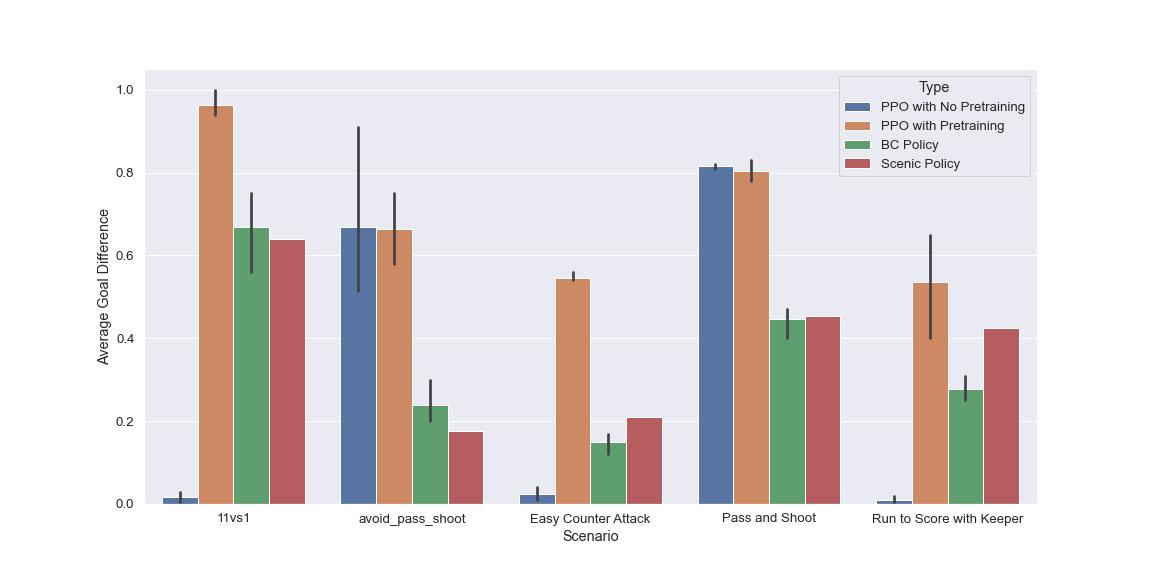 Type
PPO with No Pretraining
PPO with Pretraining
BC Policy
Scenic Policy
Average Goal Difference
1.0
0.8
0.6
0.4
0.2
0.0
11vs1
avoid_pass_shoot
Easy Counter Attack
Pass and Shoot
Run to Score with Keeper
Scenario